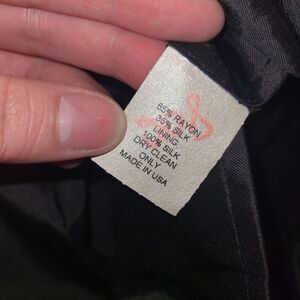 65% RAYON
35% SILK
LINING
100% SILK
DRY CLEAN
ONLY
MADE IN USA